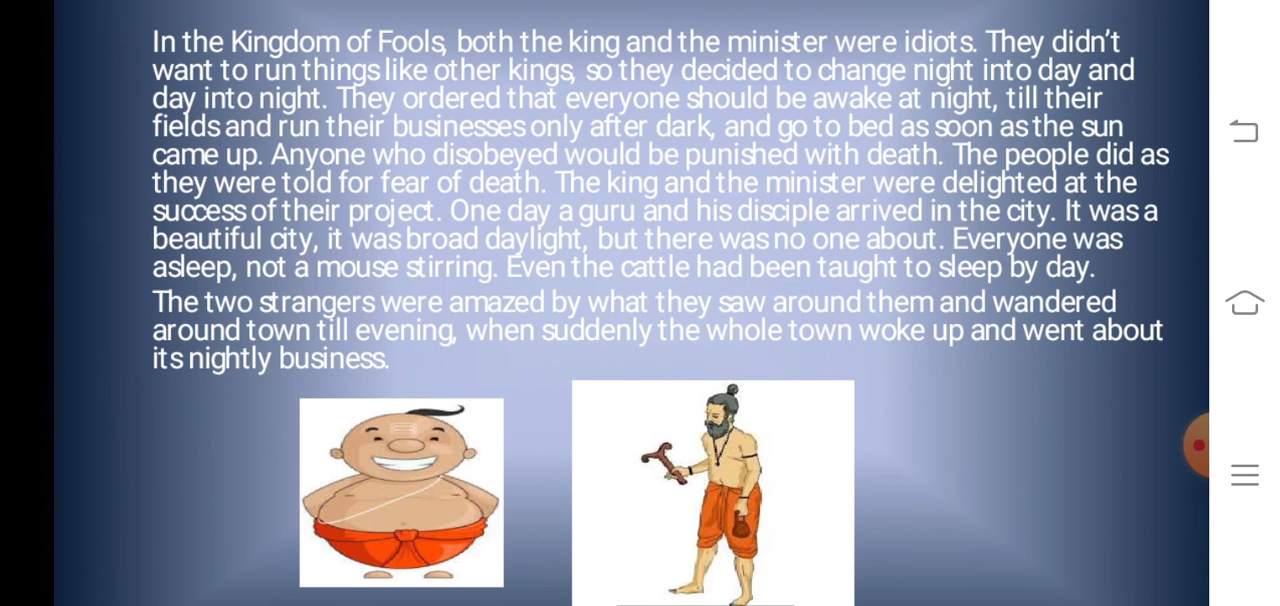 In the Kingdom of Fools, both the king and the minister were idiots. They didn't
want to run things like other kings, so they decided to change night into day and
day into night. They ordered that everyone should be awake at night, till their
fields and run their businesses only after dark, and go to bed as soon as the sun
came up. Anyone who disobeyed would be punished with death. The people did as
they were told for fear of death. The king and the minister were delighted at the
success of their project. One day a guru and his disciple arrived in the city. It was a
beautiful city, it was broad daylight, but there was no one about. Everyone was
asleep, not a mouse stirring. Even the cattle had been taught to sleep by day.
The two strangers were amazed by what they saw around them and wandered
around town till evening, when suddenly the whole town woke up and went about
its nightly business.